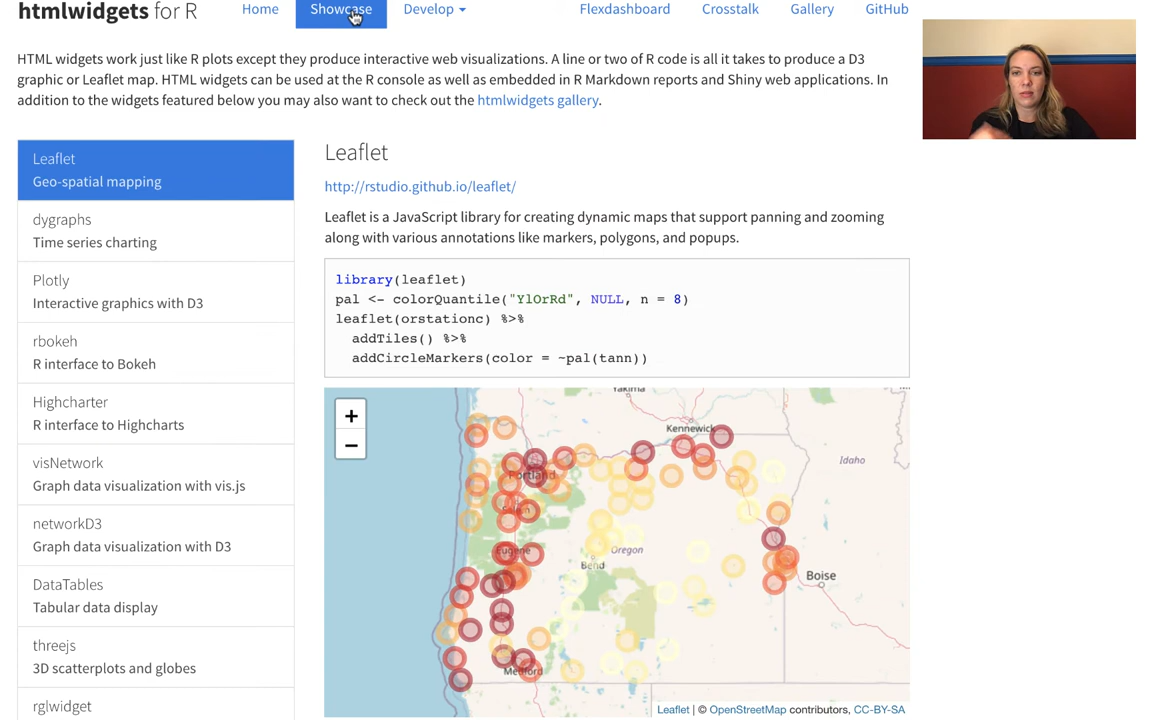 htmlwidgets for R
Home
Showcase
Develop
Flexdashboard
Crosstalk
Gallery
GitHub
HTML widgets work just like R plots except they produce interactive web visualizations. A line or two of R code is all it takes to produce a D3
graphic or Leaflet map. HTML widgets can be used at the R console as well as embedded in R Markdown reports and Shiny web applications. In
addition to the widgets featured below you may also want to check out the htmlwidgets gallery.
Leaflet
Geo-spatial mapping
dygraphs
Time series charting
Plotly
Interactive graphics with D3
rbokeh
R interface to Bokeh
Highcharter
R interface to Highcharts
visNetwork
Graph data visualization with vis.js
networkD3
Graph data visualization with D3
DataTables
Tabular data display
threejs
3D scatterplots and globes
rglwidget
Leaflet
http://rstudio.github.io/leaflet/
Leaflet is a JavaScript library for creating dynamic maps that support panning and zooming
along with various annotations like markers, polygons, and popups.
library(leaflet)
pal <- colorQuantile("YlOrRd", NULL, n = 8)
leaflet(orstationc) %>%
addTiles() %>%
addCircleMarkers(color = ~pal(tann))
+
−
Yakima
Kennewick
Idaho
Portland
Salem
Eugene
Oregon
Bend
Boise
Medford
Leaflet | © OpenStreetMap contributors, CC-BY-SA